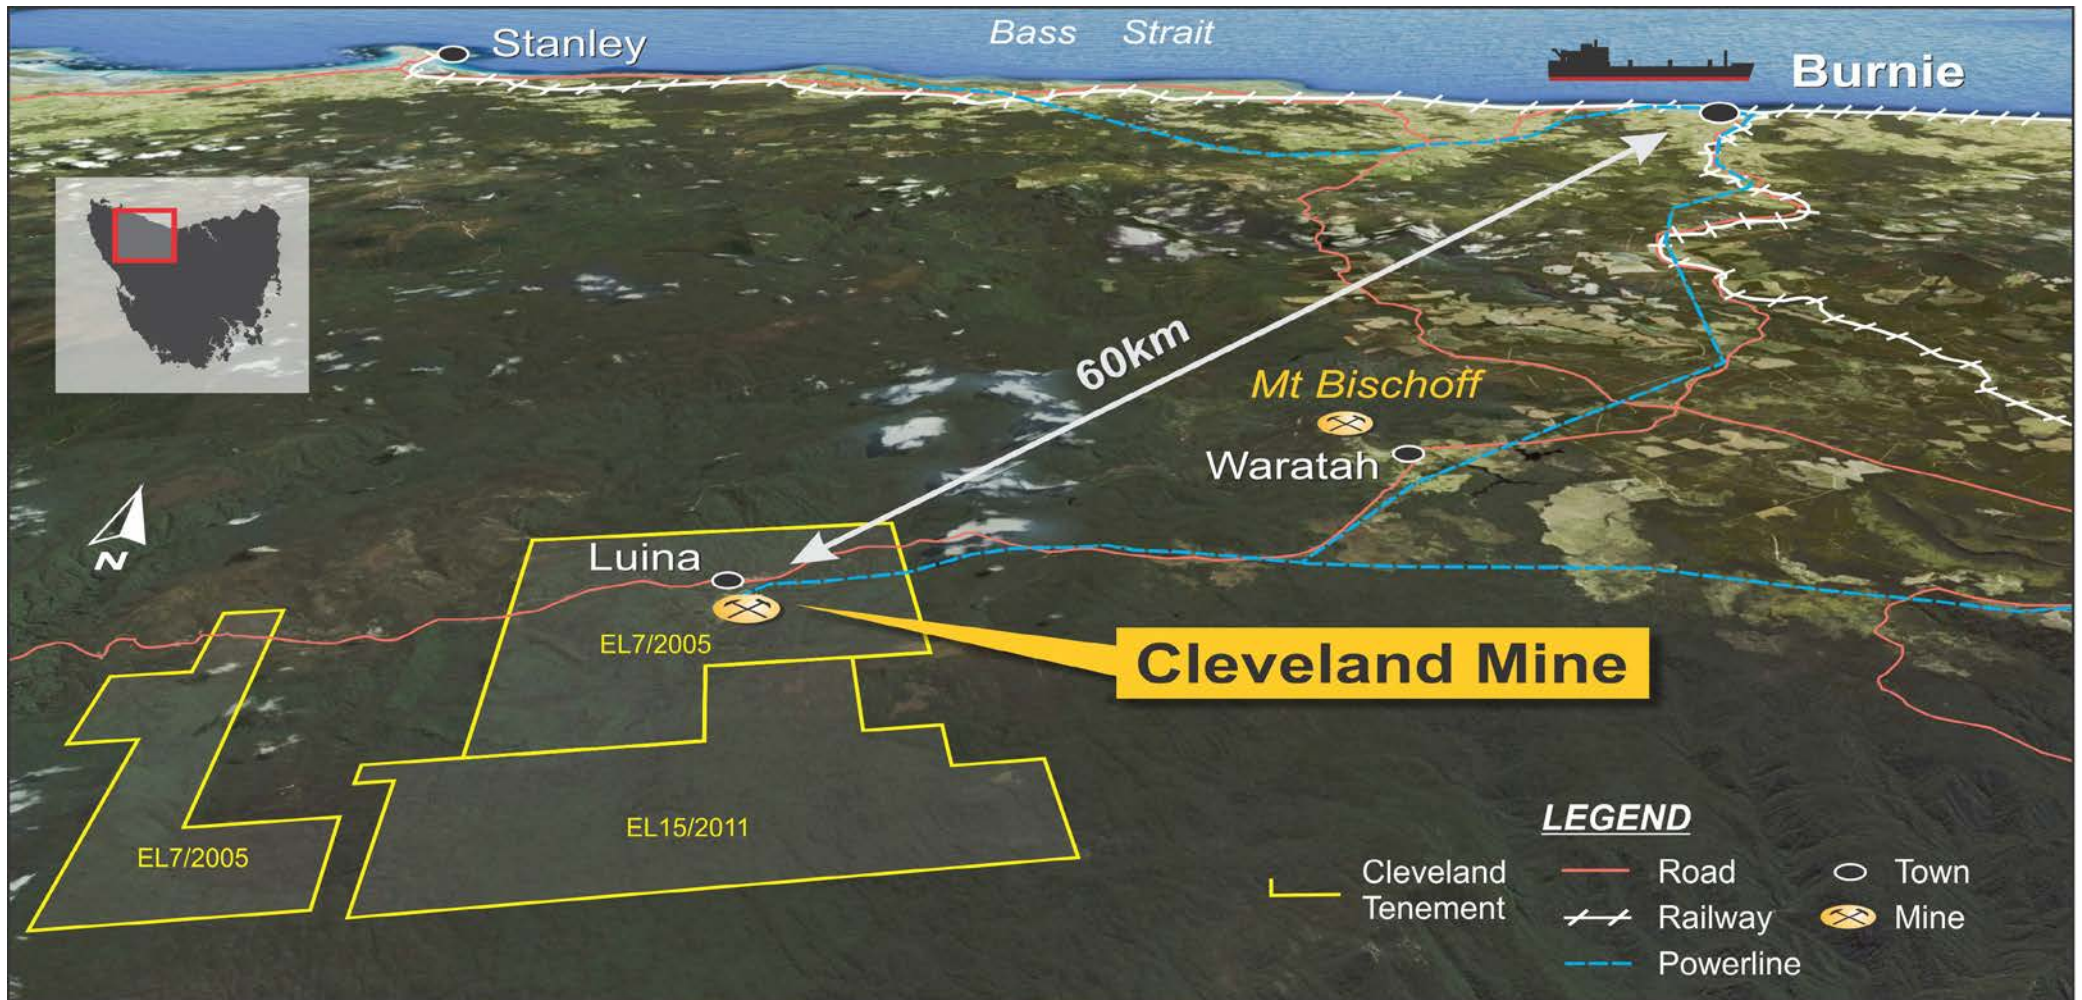 Stanley
Bass Strait
Burnie
60km
Mt Bischoff
Waratah
N
Luina
EL7/2005
Cleveland Mine
EL15/2011
EL7/2005
LEGEND
Cleveland
Tenement
Road
Railway
Powerline
Town
Mine